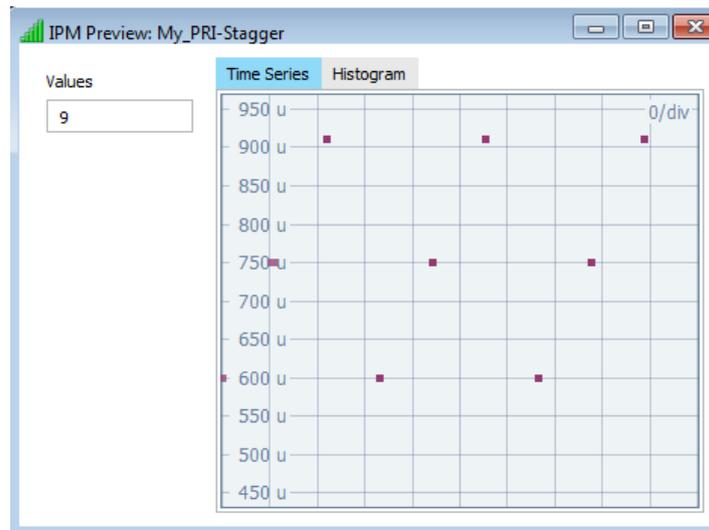 IPM Preview: My_PRI-Stagger
Values
9
Time Series
Histogram
0/div
950 u
900 u
850 u
800 u
750 u
700 u
650 u
600 u
550 u
500 u
450 u